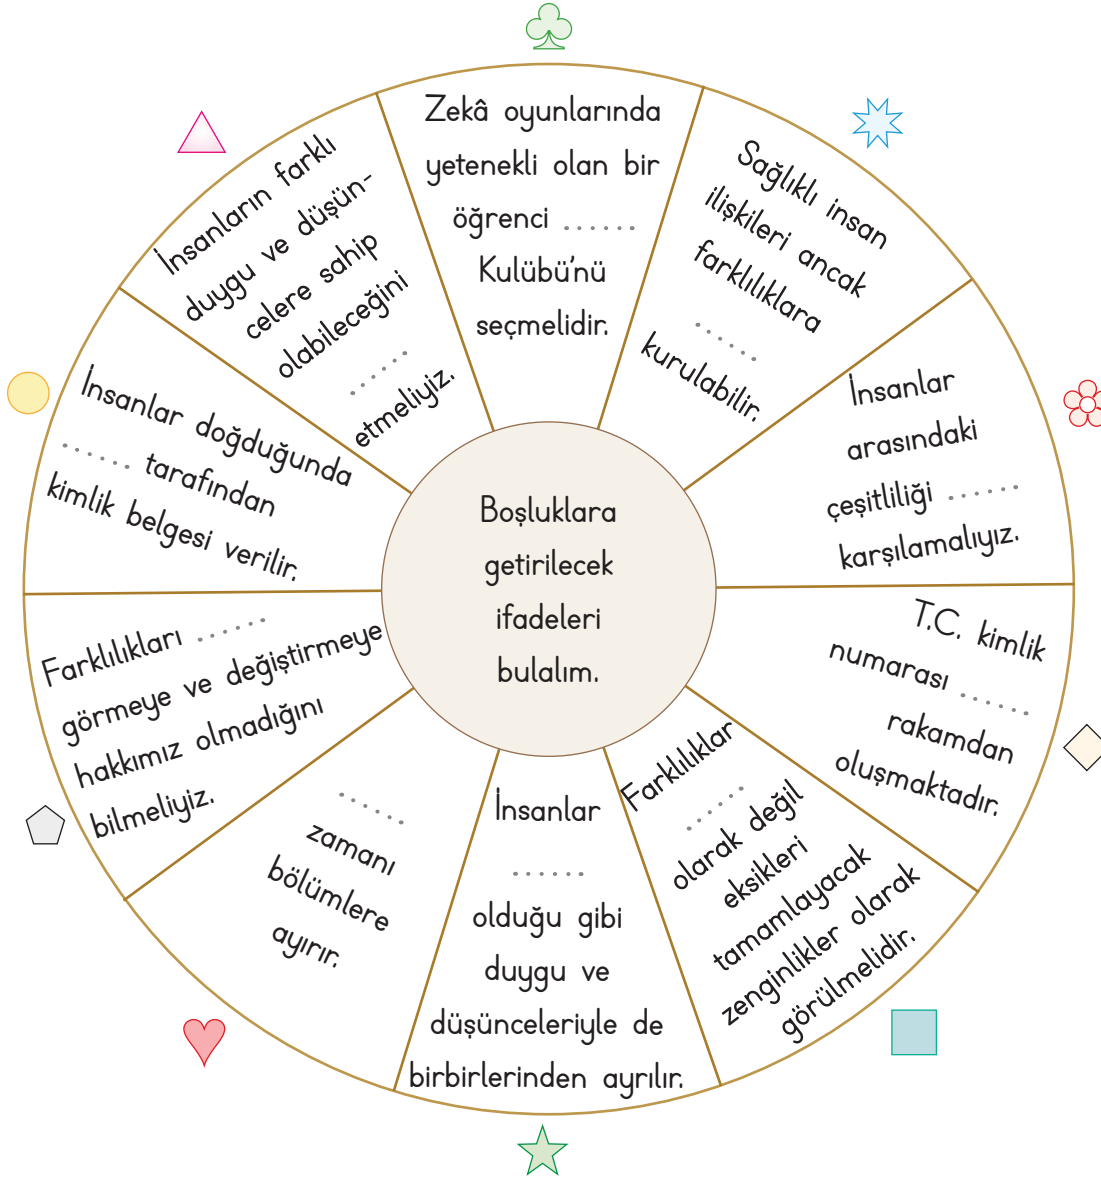 Zekâ oyunlarında
yetenekli olan bir
öğrenci ......
Kulübü'nü
seçmelidir.
Sağlıklı insan
ilişkileri ancak
farklılıklara
......
kurulabilir.
İnsanlar
arasındaki
çeşitliliği ......
karşılamalıyız.
T.C. kimlik
numarası ......
rakamdan
oluşmaktadır.
Farklılıklar
......
olarak değil
eksikleri
tamamlayacak
zenginlikler olarak
görülmelidir.
İnsanlar
......
olduğu gibi
duygu ve
düşünceleriyle de
birbirlerinden ayrılır.
......
zamanı
bölümlere
ayırır.
Farklılıkları ......
görmeye ve değiştirmeye
hakkımız olmadığını
bilmeliyiz.
İnsanlar doğduğunda
...... tarafından
kimlik belgesi verilir.
İnsanların farklı
duygu ve düşün-
celere sahip
olabileceğini
......
etmeliyiz.
Boşluklara
getirilecek
ifadeleri
bulalım.